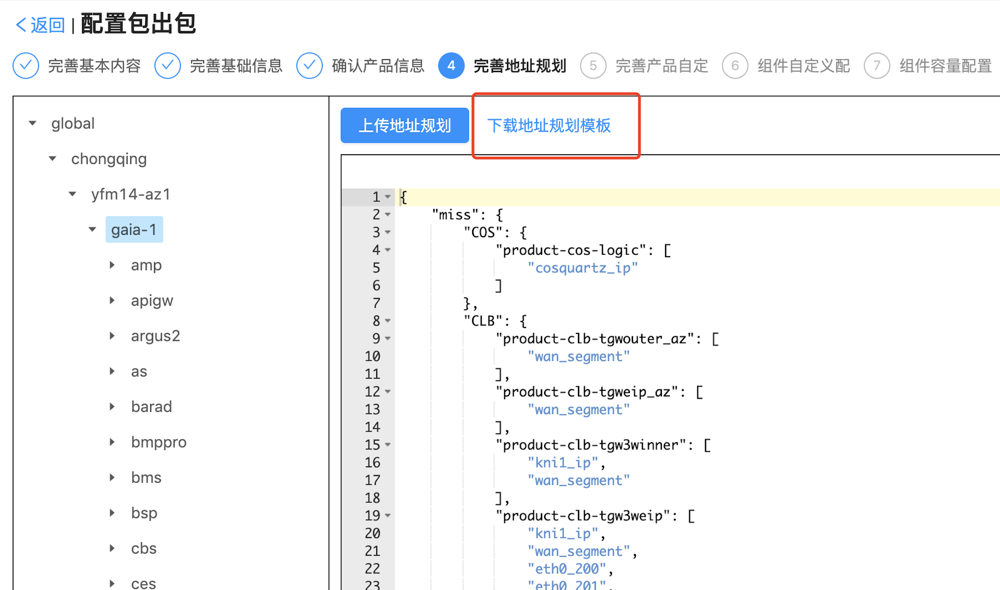 返回 | 配置包出包
完善基本内容 完善基础信息 确认产品信息 4 完善地址规划 5 完善产品自定 6 组件自定义配 7 组件容量配置
global
chongqing
yfm14-az1
gaia-1
amp
apigw
argus2
as
barad
bmppro
bms
bsp
cbs
ces
上传地址规划 下载地址规划模板
1 {
2 "miss": {
3 "COS": {
4 "product-cos-logic": [
5 "cosquartz_ip"
6 ]
7 },
8 "CLB": {
9 "product-clb-tgwouter_az": [
10 "wan_segment"
11 ],
12 "product-clb-tgweip_az": [
13 "wan_segment"
14 ],
15 "product-clb-tgw3winner": [
16 "kni1_ip",
17 "wan_segment"
18 ],
19 "product-clb-tgw3weip": [
20 "kni1_ip",
21 "wan_segment",
22 "eth0_200",
23 "eth0_201",